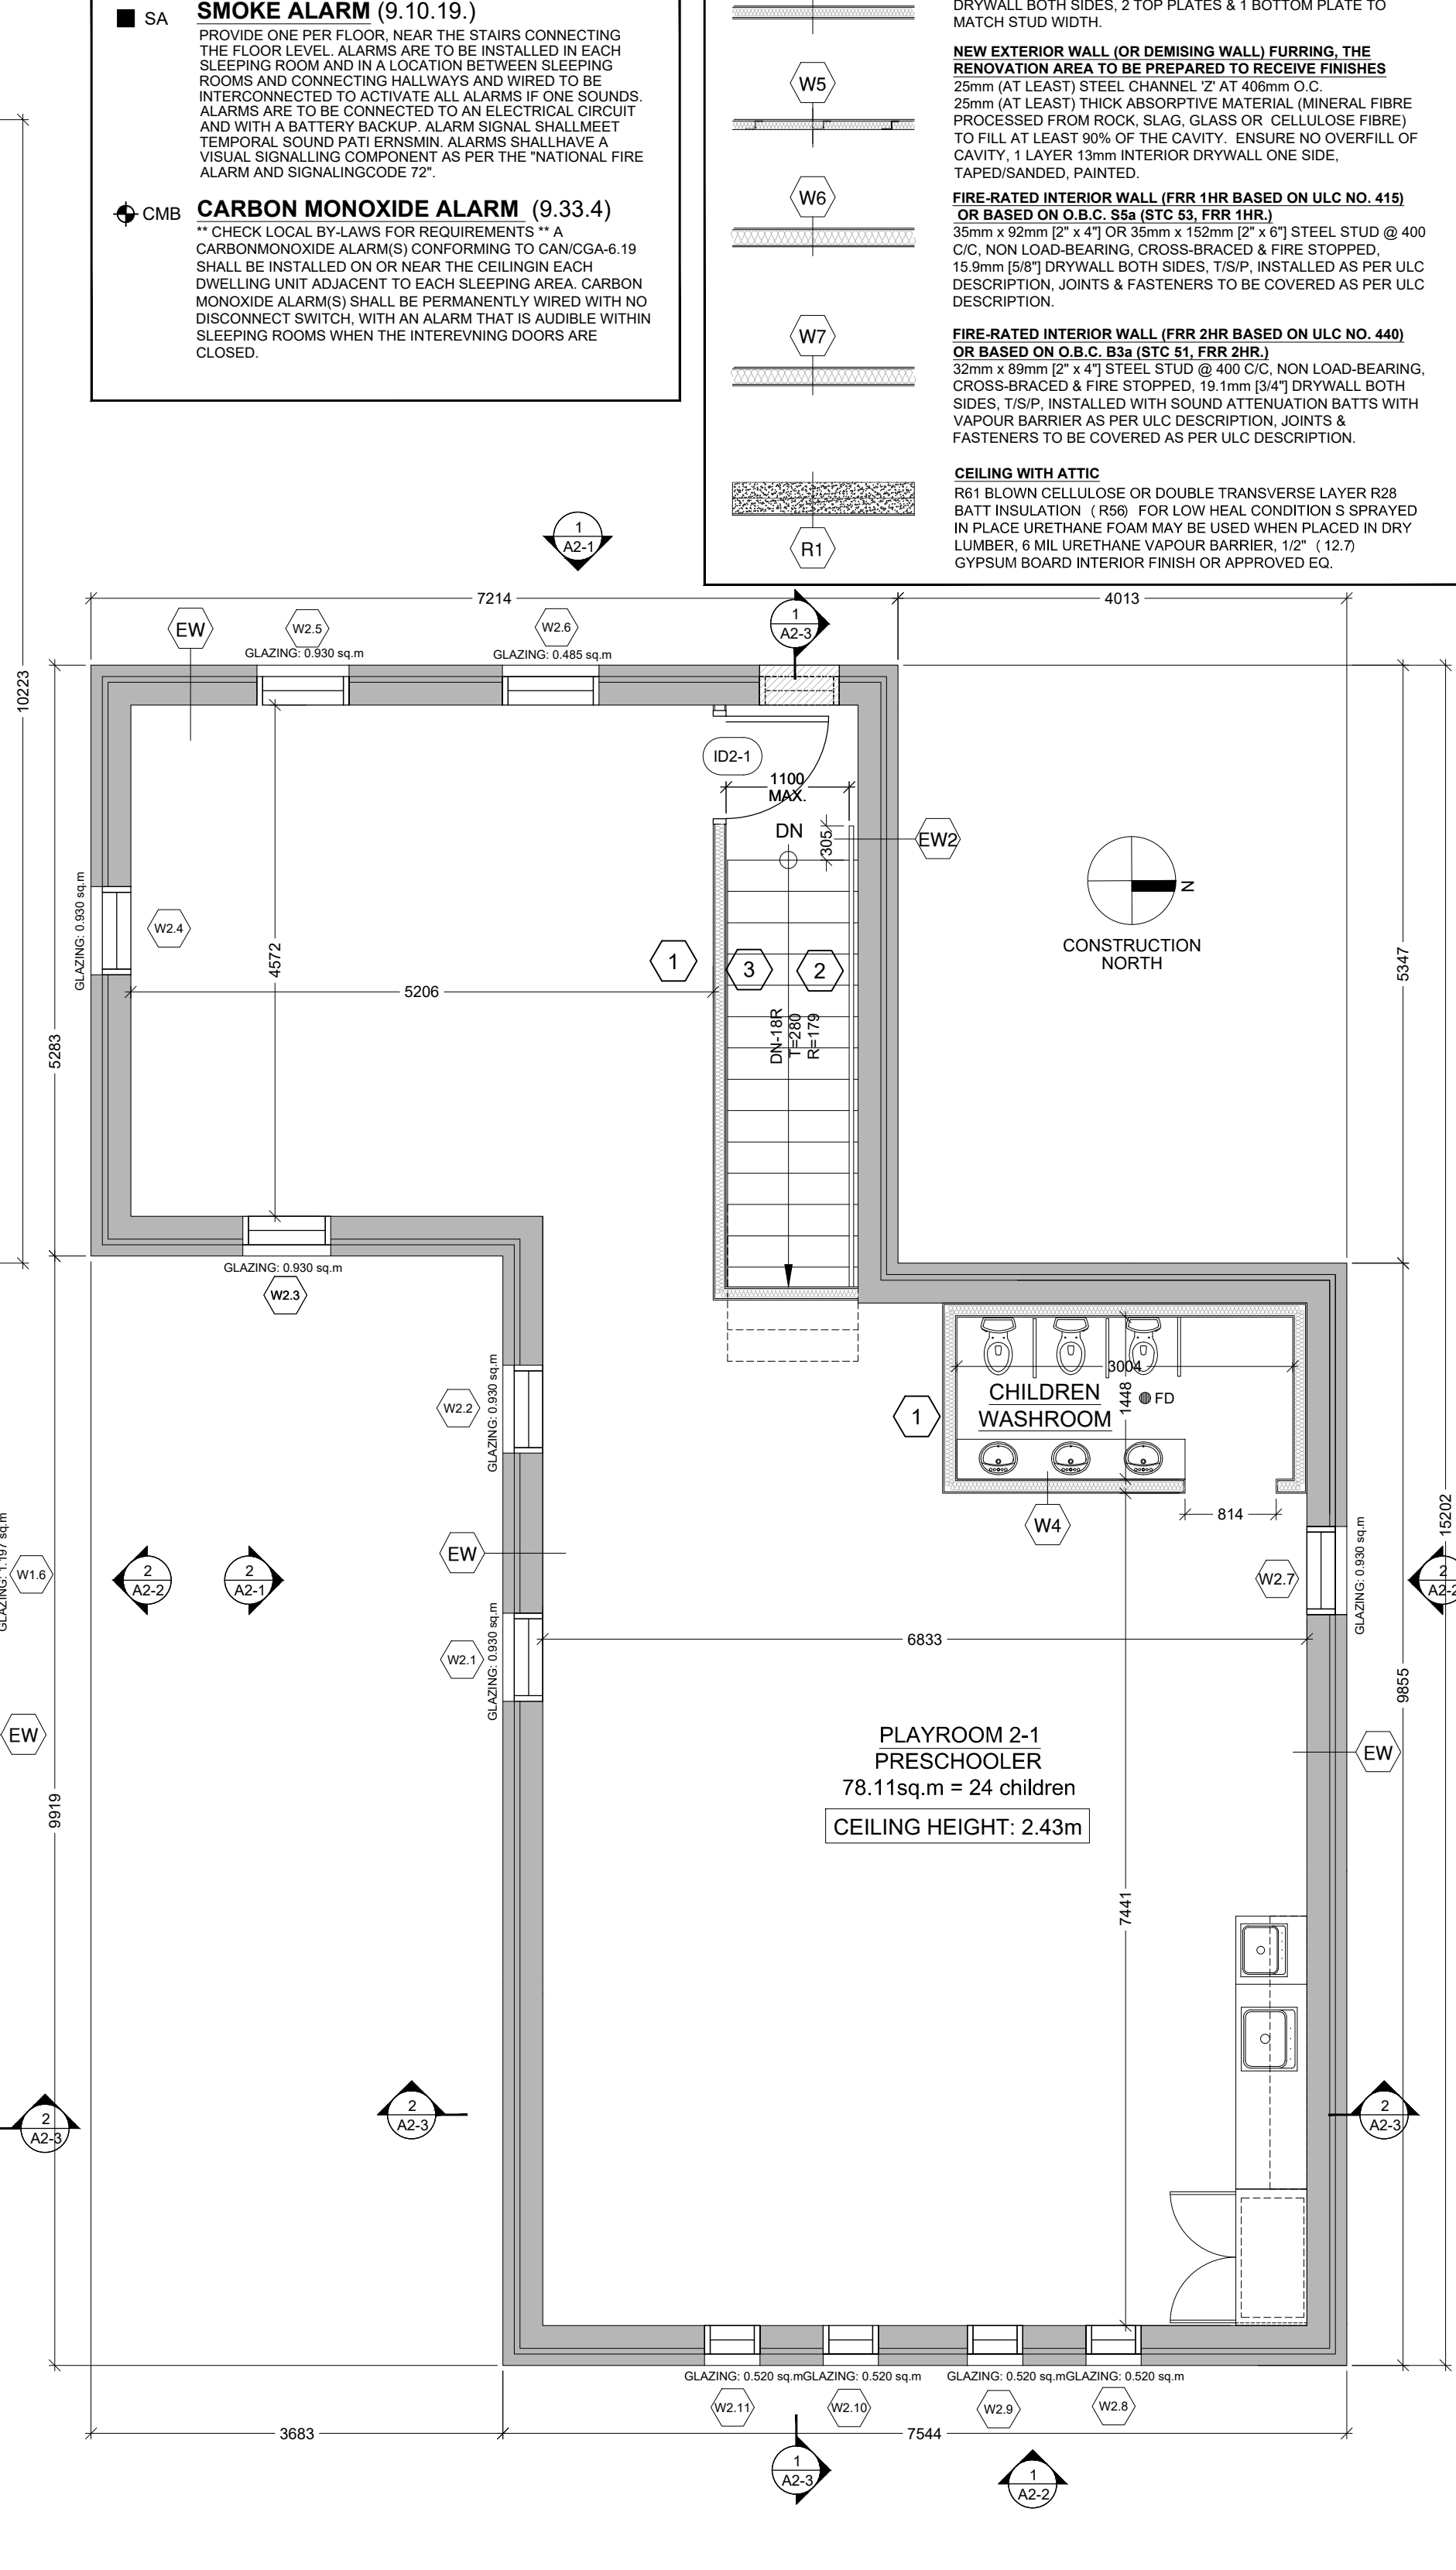 SA
SMOKE ALARM (9.10.19.)
PROVIDE ONE PER FLOOR, NEAR THE STAIRS CONNECTING
THE FLOOR LEVEL. ALARMS ARE TO BE INSTALLED IN EACH
SLEEPING ROOM AND IN A LOCATION BETWEEN SLEEPING
ROOMS AND CONNECTING HALLWAYS AND WIRED TO BE
INTERCONNECTED TO ACTIVATE ALL ALARMS IF ONE SOUNDS.
ALARMS ARE TO BE CONNECTED TO AN ELECTRICAL CIRCUIT
AND WITH A BATTERY BACKUP. ALARM SIGNAL SHALLMEET
TEMPORAL SOUND PATI ERNSMIN. ALARMS SHALLHAVE A
VISUAL SIGNALLING COMPONENT AS PER THE "NATIONAL FIRE
ALARM AND SIGNALINGCODE 72".
CMB
CARBON MONOXIDE ALARM (9.33.4)
** CHECK LOCAL BY-LAWS FOR REQUIREMENTS ** A
CARBONMONOXIDE ALARM(S) CONFORMING TO CAN/CGA-6.19
SHALL BE INSTALLED ON OR NEAR THE CEILINGIN EACH
DWELLING UNIT ADJACENT TO EACH SLEEPING AREA. CARBON
MONOXIDE ALARM(S) SHALL BE PERMANENTLY WIRED WITH NO
DISCONNECT SWITCH, WITH AN ALARM THAT IS AUDIBLE WITHIN
SLEEPING ROOMS WHEN THE INTEREVNING DOORS ARE
CLOSED.
DRYWALL BOTH SIDES, 2 TOP PLATES & 1 BOTTOM PLATE TO
MATCH STUD WIDTH.
W5
NEW EXTERIOR WALL (OR DEMISING WALL) FURRING, THE
RENOVATION AREA TO BE PREPARED TO RECEIVE FINISHES
25mm (AT LEAST) STEEL CHANNEL 'Z' AT 406mm O.C.
25mm (AT LEAST) THICK ABSORPTIVE MATERIAL (MINERAL FIBRE
PROCESSED FROM ROCK, SLAG, GLASS OR CELLULOSE FIBRE)
TO FILL AT LEAST 90% OF THE CAVITY. ENSURE NO OVERFILL OF
CAVITY, 1 LAYER 13mm INTERIOR DRYWALL ONE SIDE,
TAPED/SANDED, PAINTED.
W6
FIRE-RATED INTERIOR WALL (FRR 1HR BASED ON ULC NO. 415)
OR BASED ON O.B.C. S5a (STC 53, FRR 1HR.)
35mm x 92mm [2" x 4"] OR 35mm x 152mm [2" x 6"] STEEL STUD @ 400
C/C, NON LOAD-BEARING, CROSS-BRACED & FIRE STOPPED,
15.9mm [5/8"] DRYWALL BOTH SIDES, T/S/P, INSTALLED AS PER ULC
DESCRIPTION, JOINTS & FASTENERS TO BE COVERED AS PER ULC
DESCRIPTION.
W7
FIRE-RATED INTERIOR WALL (FRR 2HR BASED ON ULC NO. 440)
OR BASED ON O.B.C. B3a (STC 51, FRR 2HR.)
32mm x 89mm [2" x 4"] STEEL STUD @ 400 C/C, NON LOAD-BEARING,
CROSS-BRACED & FIRE STOPPED, 19.1mm [3/4"] DRYWALL BOTH
SIDES, T/S/P, INSTALLED WITH SOUND ATTENUATION BATTS WITH
VAPOUR BARRIER AS PER ULC DESCRIPTION, JOINTS &
FASTENERS TO BE COVERED AS PER ULC DESCRIPTION.
R1
CEILING WITH ATTIC
R61 BLOWN CELLULOSE OR DOUBLE TRANSVERSE LAYER R28
BATT INSULATION ( R56) FOR LOW HEAL CONDITION S SPRAYED
IN PLACE URETHANE FOAM MAY BE USED WHEN PLACED IN DRY
LUMBER, 6 MIL URETHANE VAPOUR BARRIER, 1/2" ( 12.7)
GYPSUM BOARD INTERIOR FINISH OR APPROVED EQ.
1
A2-1
7214
4013
EW
W2.5
W2.6
1
A2-3
GLAZING: 0.930 sq.m
GLAZING: 0.485 sq.m
10223
ID2-1
1100
MAX.
DN
305
EW2
GLAZING: 0.930 sq.m
W2.4
N
CONSTRUCTION
NORTH
4572
1
3
2
5347
5206
DN-18R
T=280
R=179
5283
GLAZING: 0.930 sq.m
W2.3
GLAZING: 0.930 sq.m
W2.2
3004
CHILDREN
WASHROOM
1448
FD
1
814
W4
15202
GLAZING: 1.197 sq.m
W1.6
2
A2-2
2
A2-1
EW
W2.7
GLAZING: 0.930 sq.m
2
A2-2
GLAZING: 0.930 sq.m
W2.1
6833
9855
EW
PLAYROOM 2-1
PRESCHOOLER
78.11sq.m = 24 children
CEILING HEIGHT: 2.43m
EW
9919
7441
2
A2-3
2
A2-3
2
A2-3
GLAZING: 0.520 sq.m
GLAZING: 0.520 sq.m
GLAZING: 0.520 sq.m
GLAZING: 0.520 sq.m
W2.11
W2.10
W2.9
W2.8
3683
7544
1
A2-3
1
A2-2